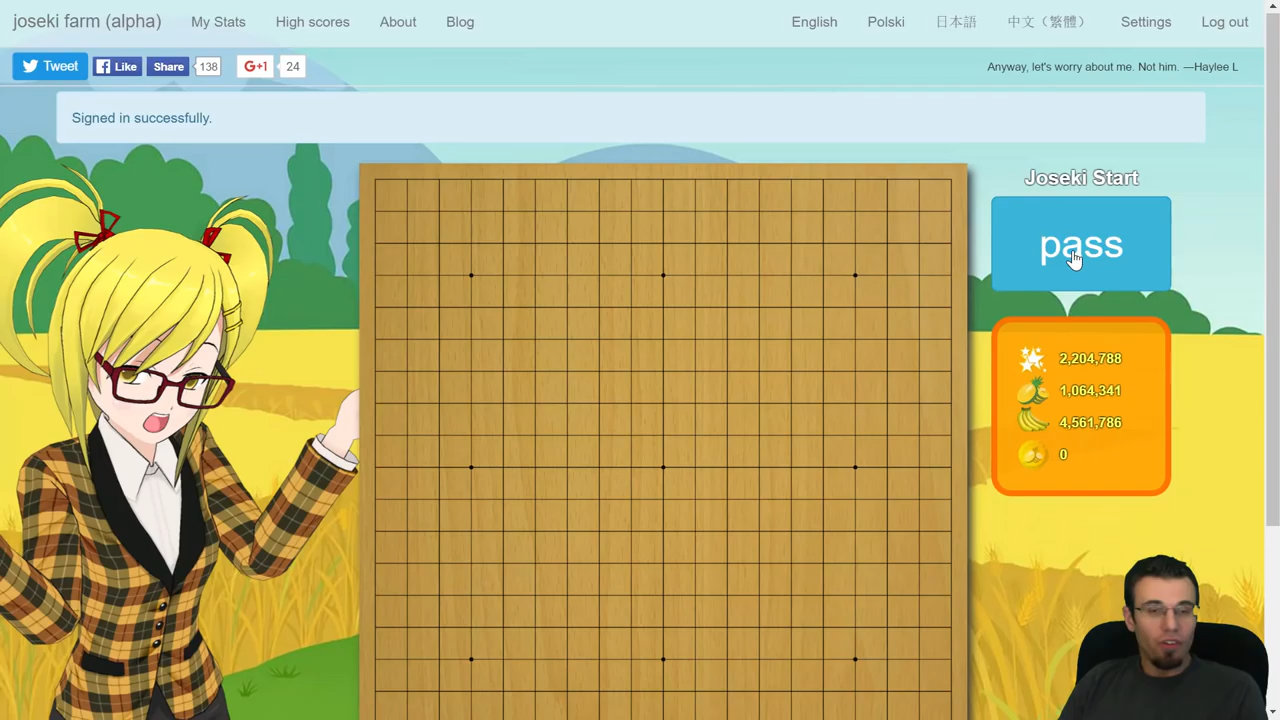 joseki farm (alpha) My Stats High scores About Blog English Polski 日本語 中文（繁體） Settings Log out
Tweet Like Share 138 G+1 24 Anyway, let's worry about me. Not him. —Haylee L
Signed in successfully.
Joseki Start
pass
2,204,788
1,064,341
4,561,786
0